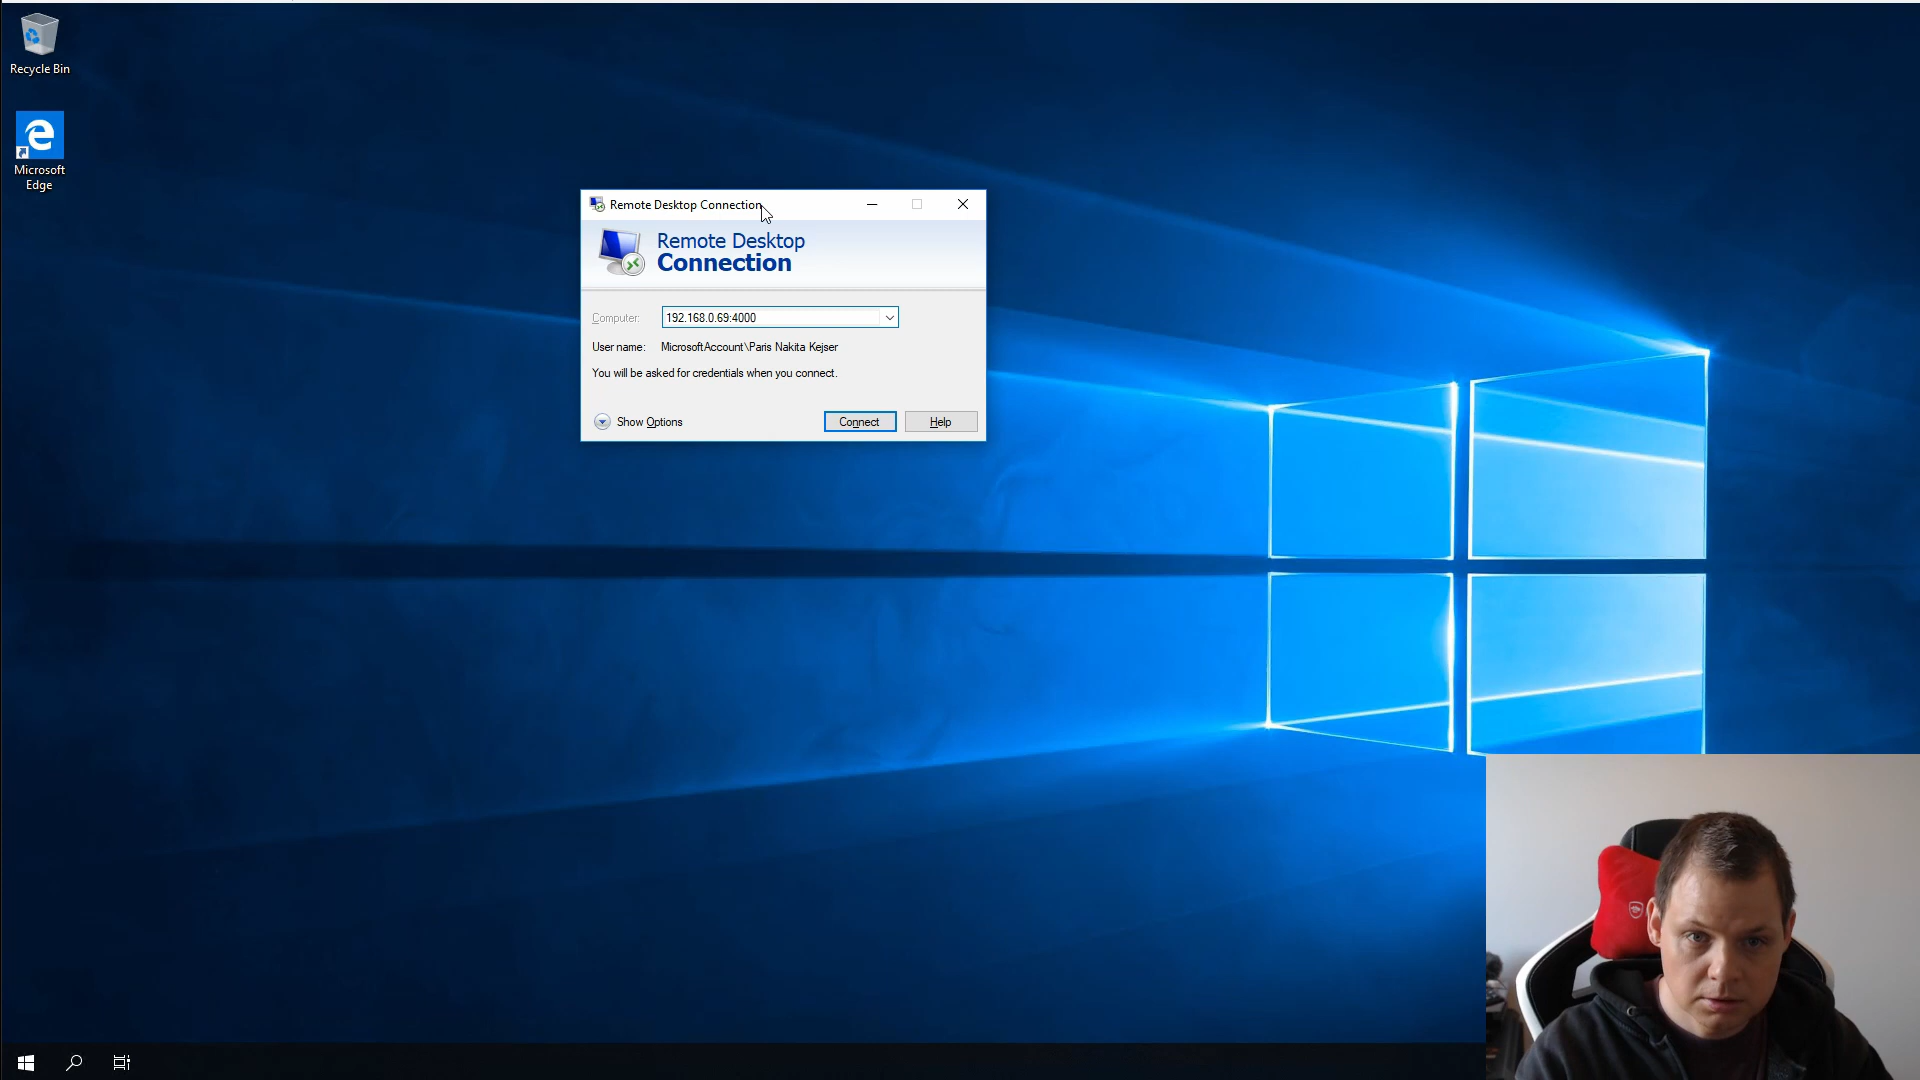 Recycle Bin
Microsoft
Edge
Remote Desktop Connection
Remote Desktop
Connection
Computer:
192.168.0.69:4000
User name:
MicrosoftAccount\Paris Nakita Kejser
You will be asked for credentials when you connect.
Show Options
Connect
Help